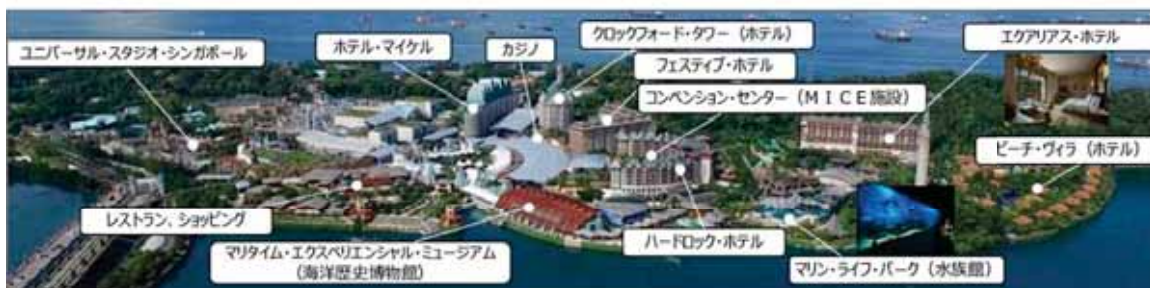 ユニバーサル・スタジオ・シンガポール
ホテル・マイケル
カジノ
クロックフォード・タワー（ホテル）
エクアリアス・ホテル
フェスティブ・ホテル
コンベンション・センター（ＭＩＣＥ施設）
ビーチ・ヴィラ（ホテル）
レストラン、ショッピング
マリタイム・エクスペリエンシャル・ミュージアム
（海洋歴史博物館）
ハードロック・ホテル
マリン・ライフ・パーク（水族館）